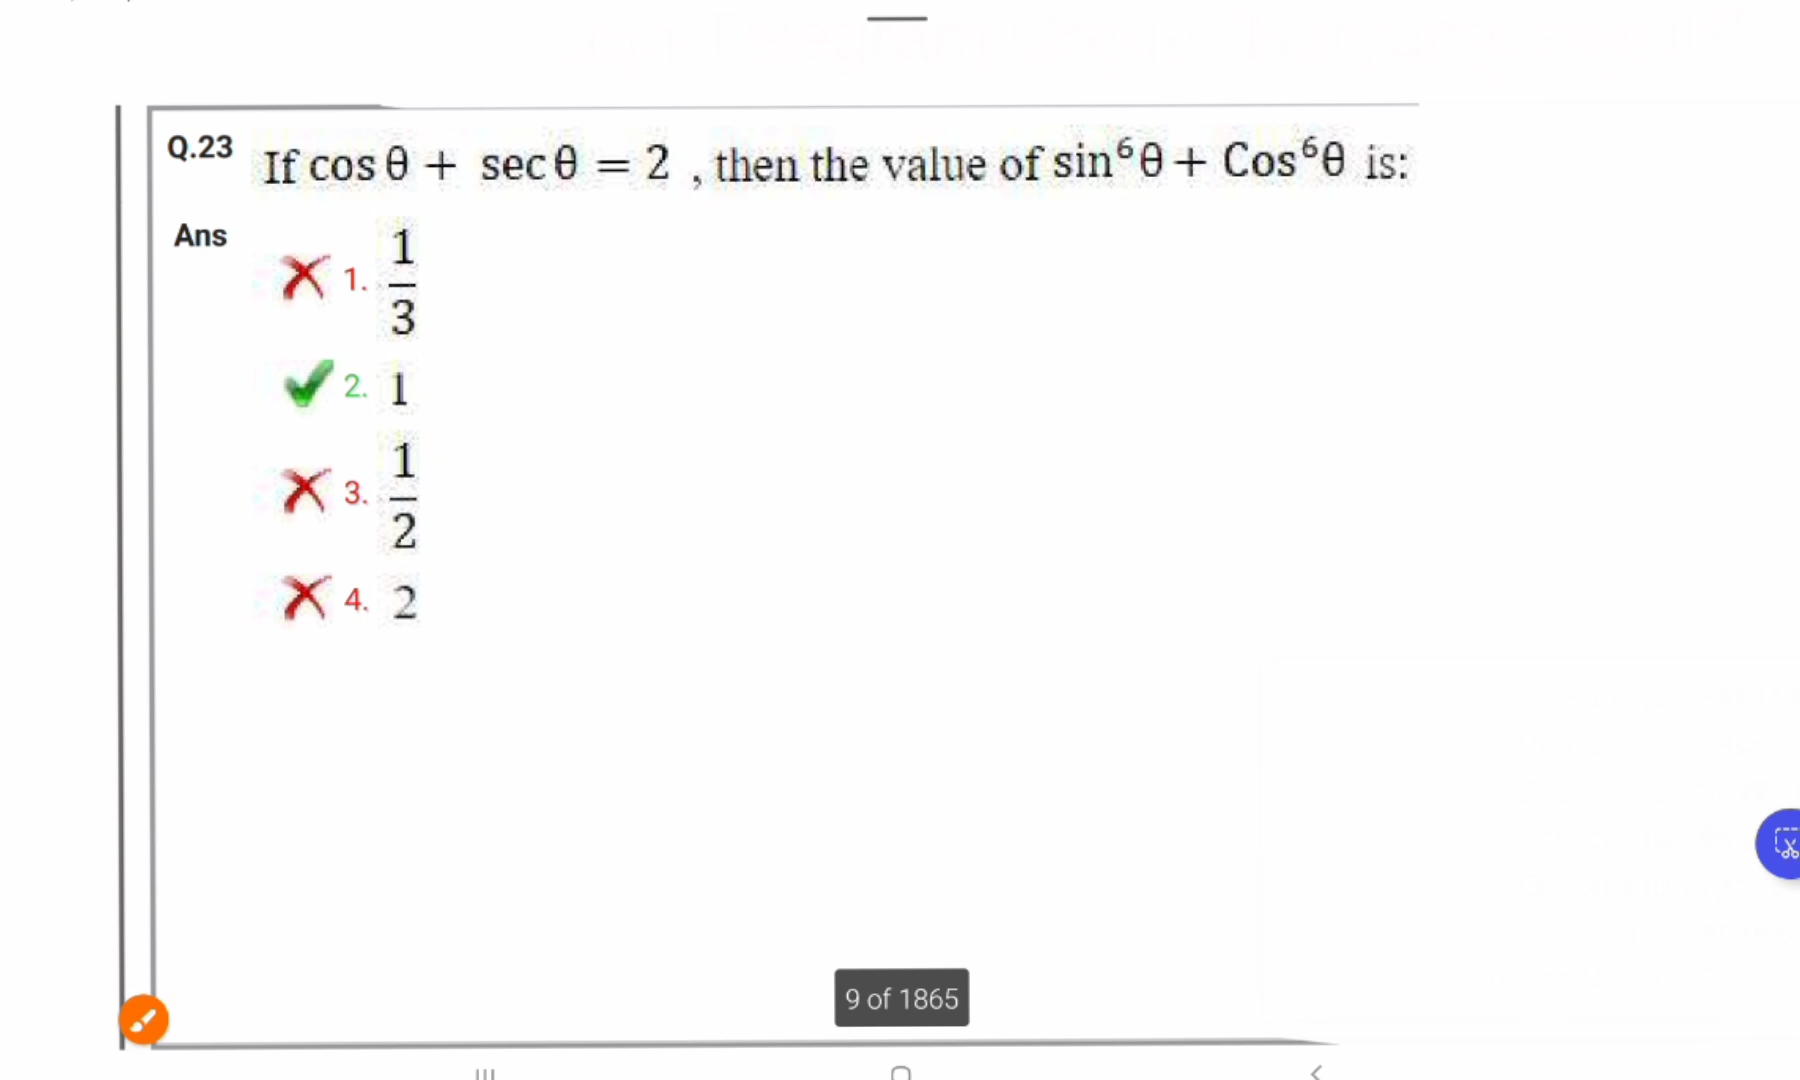 Q.23 If cos θ + sec θ = 2 , then the value of sin⁶θ + Cos⁶θ is:
Ans
1. 1/3
2. 1
3. 1/2
4. 2
9 of 1865